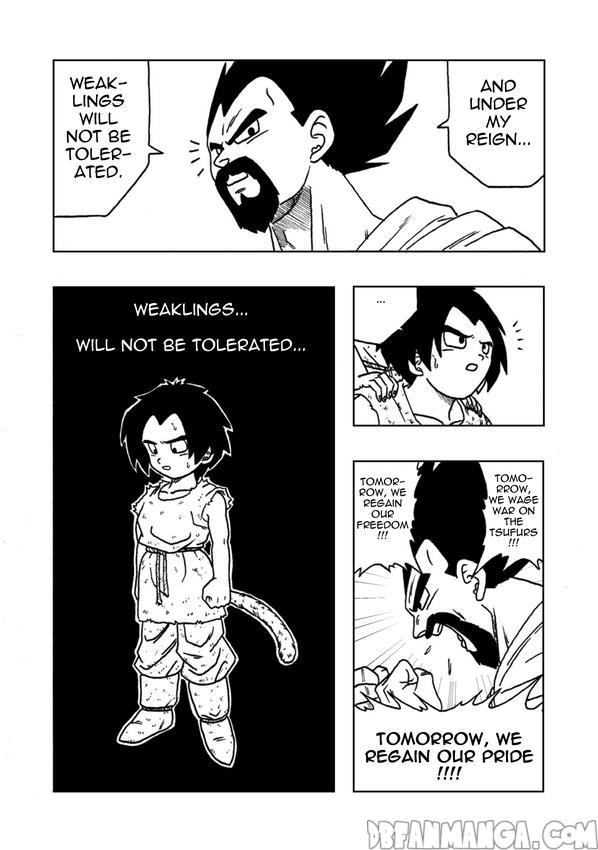 AND
UNDER
MY
REIGN...
WEAK-
LINGS
WILL
NOT BE
TOLER-
ATED.
...
WEAKLINGS...
WILL NOT BE TOLERATED...
TOMO-
RROW,
WE WAGE
WAR ON
THE
TSUFURS
!!!
TOMOR-
ROW, WE
REGAIN
OUR
FREEDOM
!!!
TOMORROW, WE
REGAIN OUR PRIDE
!!!!
DBFANMANGA.COM